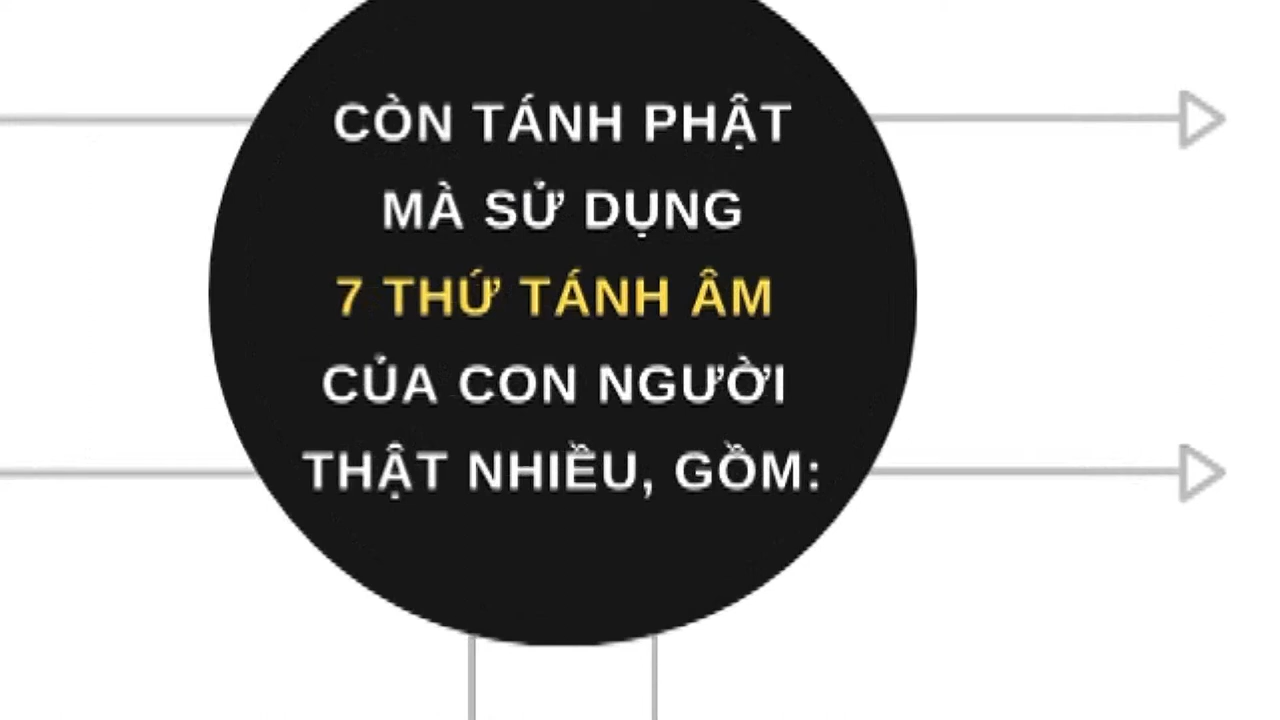 CÒN TÁNH PHẬT
MÀ SỬ DỤNG
7 THỨ TÁNH ÂM
CỦA CON NGƯỜI
THẬT NHIỀU, GỒM: